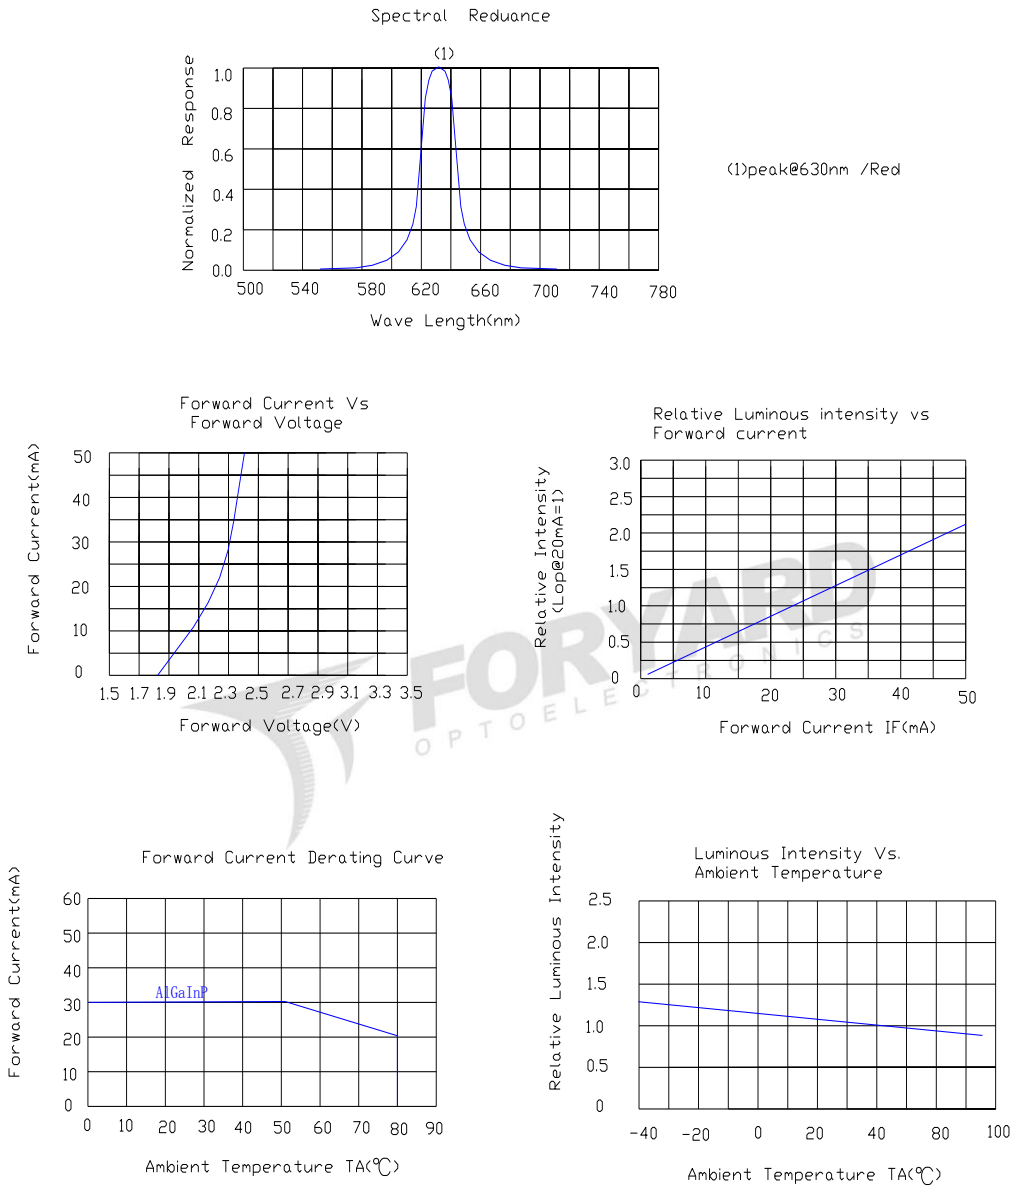 Spectral Reduance
(1)
Normalized Response
1.0
0.8
0.6
0.4
0.2
0.0
500 540 580 620 660 700 740 780
Wave Length(nm)
(1)peak@630nm /Red
Forward Current Vs
Forward Voltage
Forward Current(mA)
50
40
30
20
10
0
1.5 1.7 1.9 2.1 2.3 2.5 2.7 2.9 3.1 3.3 3.5
Forward Voltage(V)
Relative Luminous intensity vs
Forward current
Relative Intensity
(Lop@20mA=1)
3.0
2.5
2.0
1.5
1.0
0.5
0
0 10 20 30 40 50
Forward Current IF(mA)
FORYARD
OPTOELECTRONICS
Forward Current Derating Curve
Forward Current(mA)
60
50
40
30
20
10
0
AlGaInP
0 10 20 30 40 50 60 70 80 90
Ambient Temperature TA(℃)
Luminous Intensity Vs.
Ambient Temperature
Relative Luminous Intensity
2.5
2.0
1.5
1.0
0.5
0
-40 -20 0 20 40 60 80 100
Ambient Temperature TA(℃)